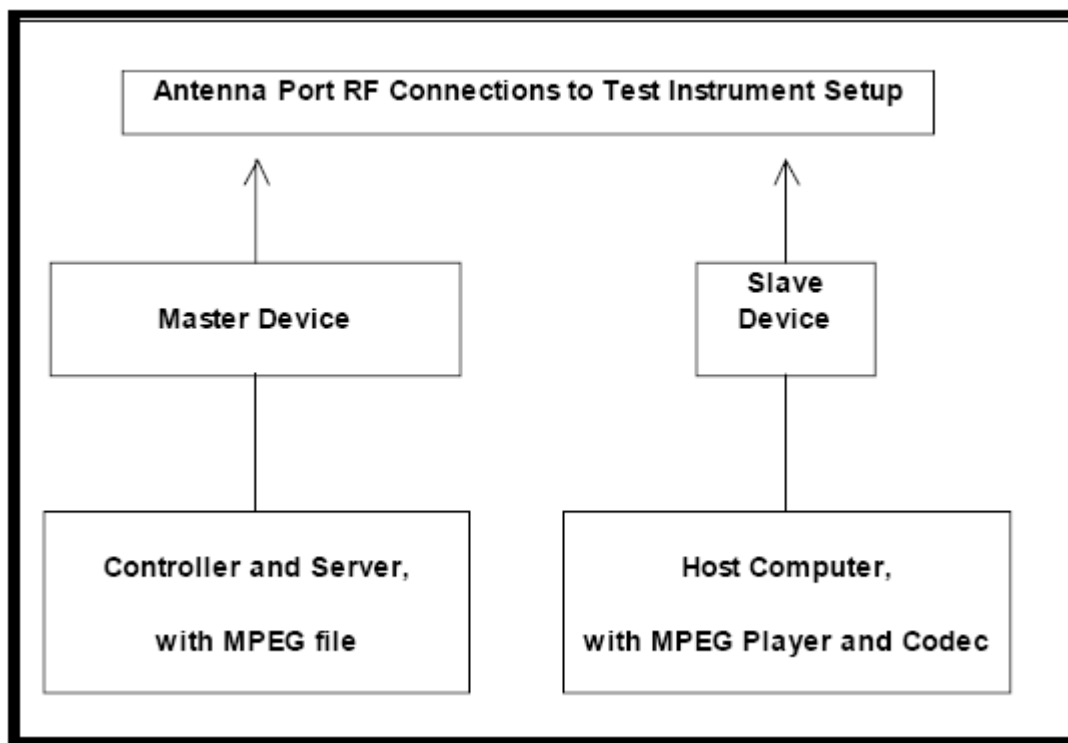 Antenna Port RF Connections to Test Instrument Setup
Master Device
Slave
Device
Controller and Server,
with MPEG file
Host Computer,
with MPEG Player and Codec